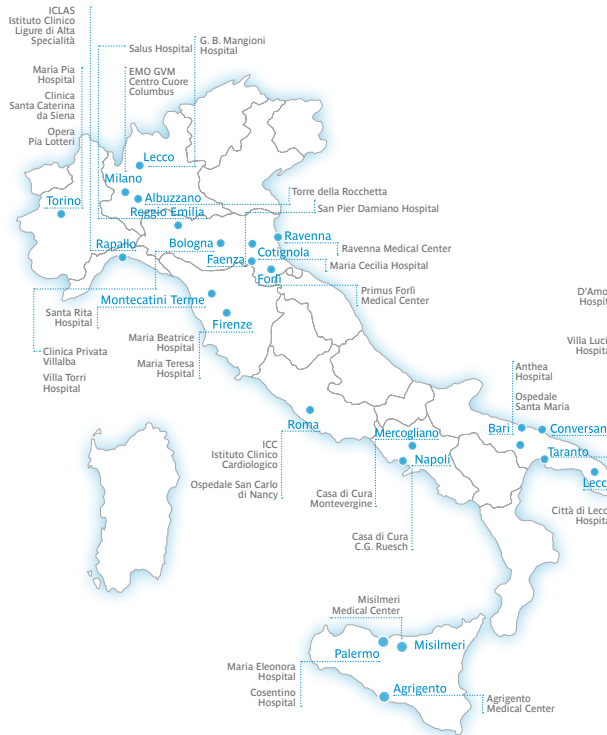 ICLAS
Istituto Clinico
Ligure di Alta
Specialità
Salus Hospital
G. B. Mangioni
Hospital
Maria Pia
Hospital
Clinica
Santa Caterina
da Siena
Opera
Pia Lotteri
EMO GVM
Centro Cuore
Columbus
Lecco
Milano
Albuzzano
Torino
Reggio Emilia
Torre della Rocchetta
San Pier Damiano Hospital
Rapallo
Bologna
Ravenna
Ravenna Medical Center
Cotignola
Faenza
Maria Cecilia Hospital
Forlì
Primus Forlì
Medical Center
Montecatini Terme
Santa Rita
Hospital
Firenze
Maria Beatrice
Hospital
Maria Teresa
Hospital
Clinica Privata
Villalba
Villa Torri
Hospital
D'Amo
Hospit
Villa Luci
Hospita
Anthea
Hospital
Ospedale
Santa Maria
Roma
ICC
Istituto Clinico
Cardiologico
Ospedale San Carlo
di Nancy
Mercogliano
Napoli
Casa di Cura
Montevergine
Casa di Cura
C.G. Ruesch
Bari
Conversan
Taranto
Lecc
Città di Lecc
Hospita
Misilmeri
Medical Center
Palermo
Misilmeri
Maria Eleonora
Hospital
Cosentino
Hospital
Agrigento
Agrigento
Medical Center